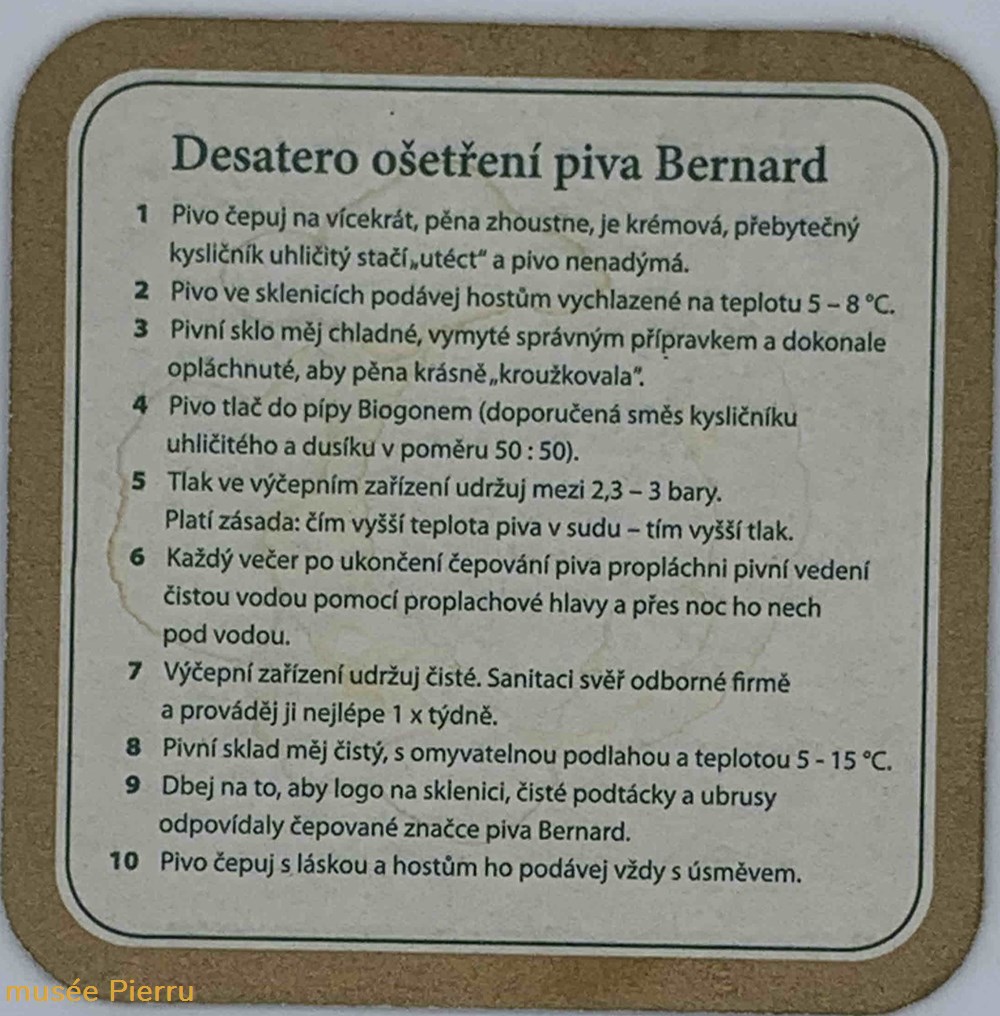 Desatero ošetření piva Bernard
1 Pivo čepuj na vícekrát, pěna zhoustne, je krémová, přebytečný
kysličník uhličitý stačí „utéct“ a pivo nenadýmá.
2 Pivo ve sklenicích podávej hostům vychlazené na teplotu 5 – 8 °C.
3 Pivní sklo měj chladné, vymyté správným přípravkem a dokonale
opláchnuté, aby pěna krásně „kroužkovala“.
4 Pivo tlač do pípy Biogonem (doporučená směs kysličníku
uhličitého a dusíku v poměru 50 : 50).
5 Tlak ve výčepním zařízení udržuj mezi 2,3 – 3 bary.
Platí zásada: čím vyšší teplota piva v sudu – tím vyšší tlak.
6 Každý večer po ukončení čepování piva propláchni pivní vedení
čistou vodou pomocí proplachové hlavy a přes noc ho nech
pod vodou.
7 Výčepní zařízení udržuj čisté. Sanitaci svěř odborné firmě
a prováděj ji nejlépe 1 x týdně.
8 Pivní sklad měj čistý, s omyvatelnou podlahou a teplotou 5 - 15 °C.
9 Dbej na to, aby logo na sklenici, čisté podtácky a ubrusy
odpovídaly čepované značce piva Bernard.
10 Pivo čepuj s láskou a hostům ho podávej vždy s úsměvem.
musée Pierru